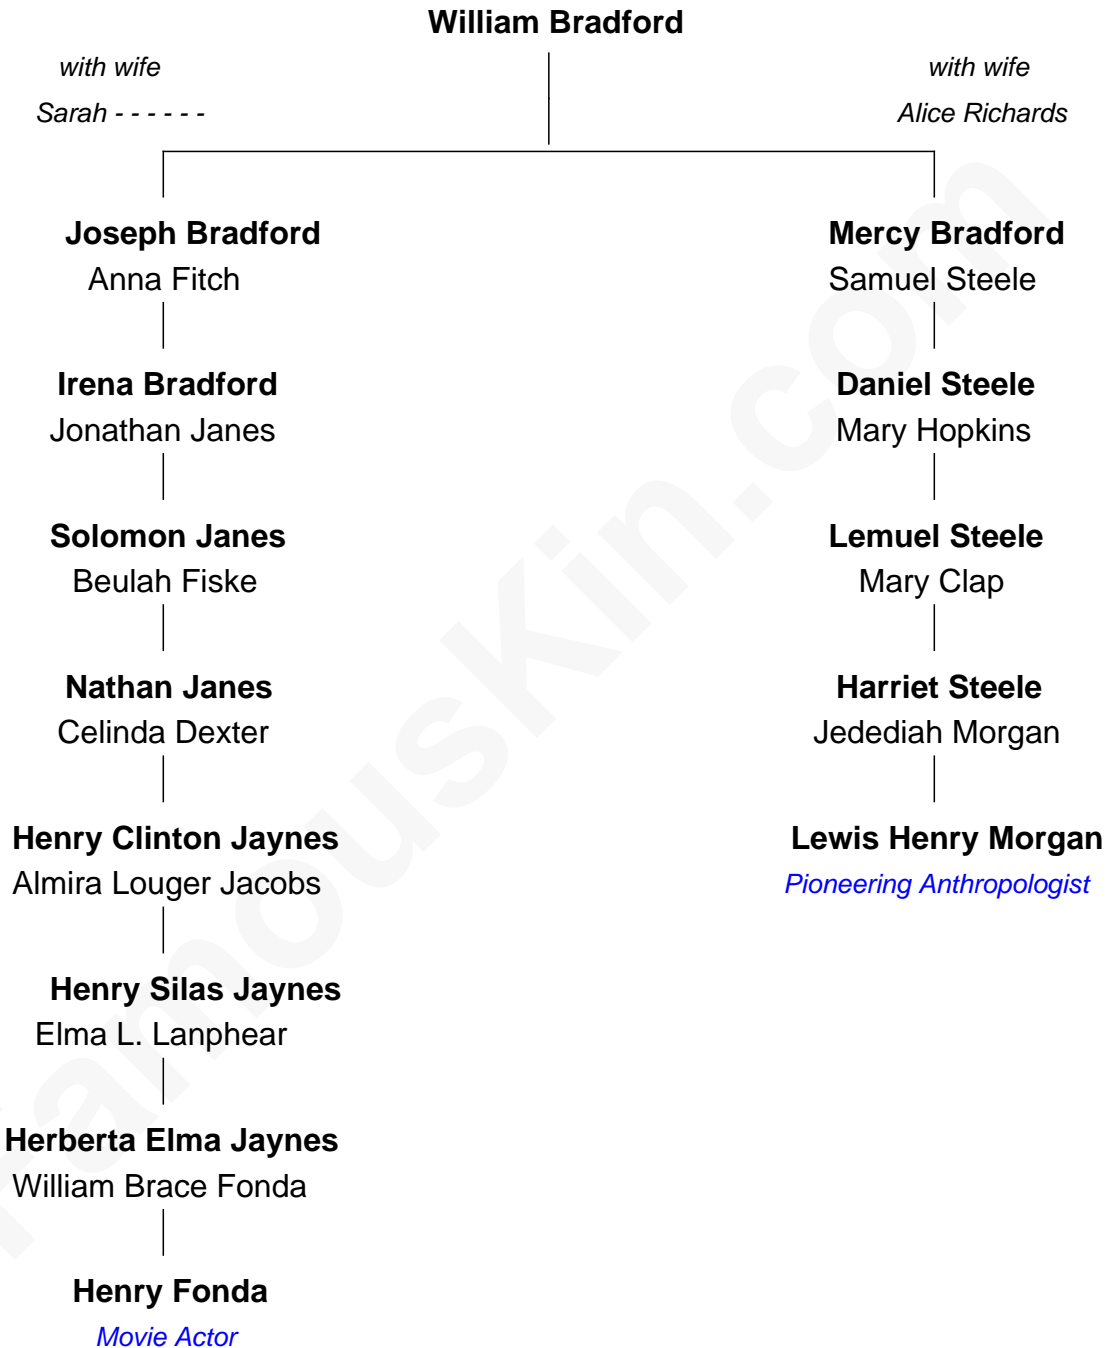 William Bradford
with wife
Sarah - - - - - -
with wife
Alice Richards
Joseph Bradford
Anna Fitch
Mercy Bradford
Samuel Steele
Irena Bradford
Jonathan Janes
Daniel Steele
Mary Hopkins
Solomon Janes
Beulah Fiske
Lemuel Steele
Mary Clap
Nathan Janes
Celinda Dexter
Harriet Steele
Jedediah Morgan
Henry Clinton Jaynes
Almira Louger Jacobs
Lewis Henry Morgan
Pioneering Anthropologist
Henry Silas Jaynes
Elma L. Lanphear
Herberta Elma Jaynes
William Brace Fonda
Henry Fonda
Movie Actor
FamousKin.com